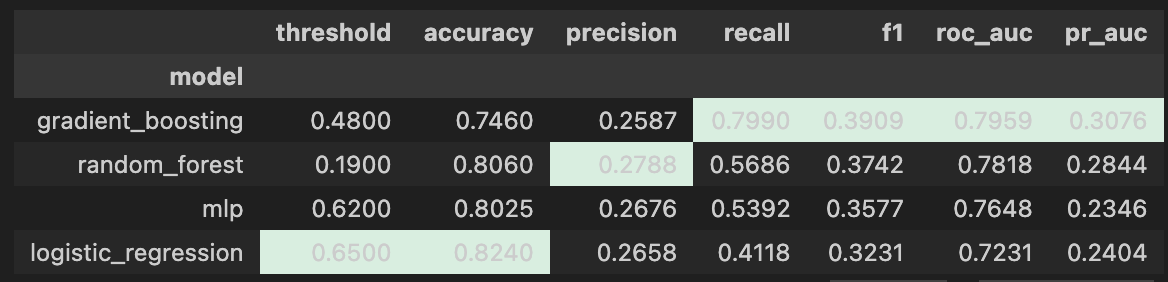 threshold accuracy precision recall f1 roc_auc pr_auc
model
gradient_boosting 0.4800 0.7460 0.2587 0.7990 0.3909 0.7959 0.3076
random_forest 0.1900 0.8060 0.2788 0.5686 0.3742 0.7818 0.2844
mlp 0.6200 0.8025 0.2676 0.5392 0.3577 0.7648 0.2346
logistic_regression 0.6500 0.8240 0.2658 0.4118 0.3231 0.7231 0.2404